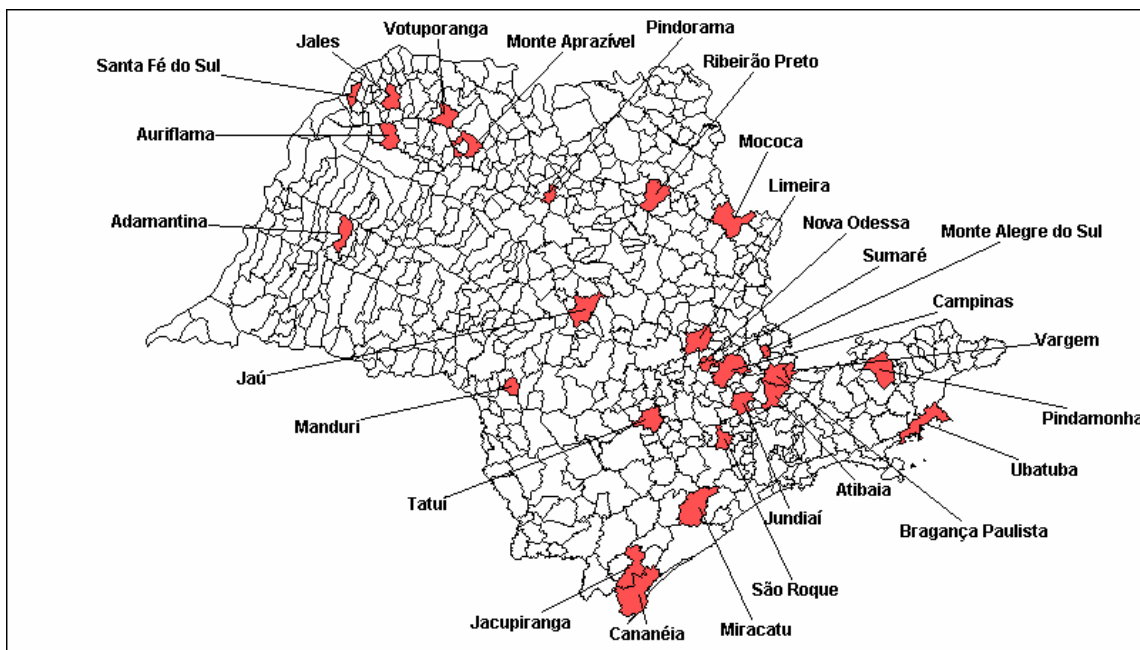 Pindorama
Votuporanga
Jales
Monte Aprazível
Santa Fé do Sul
Ribeirão Preto
Auriflama
Mococa
Limeira
Adamantina
Nova Odessa
Monte Alegre do Sul
Sumaré
Campinas
Vargem
Jaú
Manduri
Pindamonha
Ubatuba
Atibaia
Tatuí
Jundiaí
Bragança Paulista
São Roque
Jacupiranga
Cananéia
Miracatu